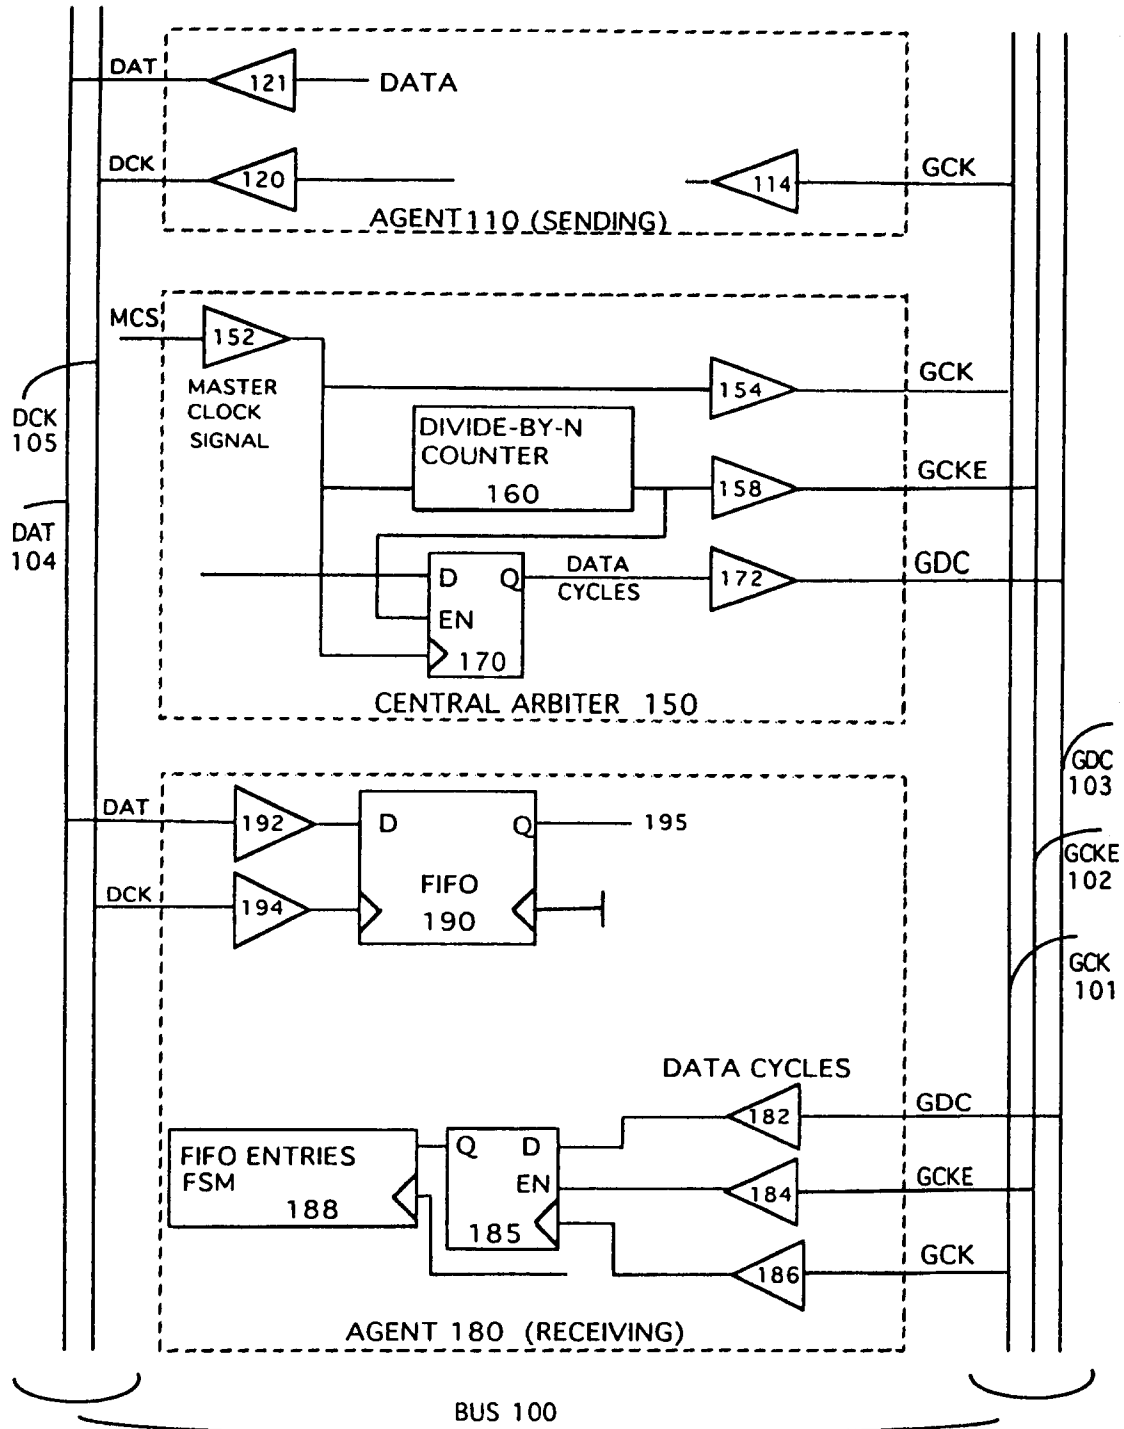 DAT
121
DATA
DCK
120
114
GCK
AGENT 110 (SENDING)
MCS
152
MASTER
CLOCK
SIGNAL
154
GCK
DCK
105
DIVIDE-BY-N
COUNTER
160
158
GCKE
DAT
104
D
Q
EN
170
DATA
CYCLES
172
GDC
CENTRAL ARBITER 150
GDC
103
DAT
192
D
Q
195
GCKE
102
DCK
194
FIFO
190
GCK
101
DATA CYCLES
182
GDC
FIFO ENTRIES
FSM
188
Q
D
EN
185
184
GCKE
186
GCK
AGENT 180 (RECEIVING)
BUS 100